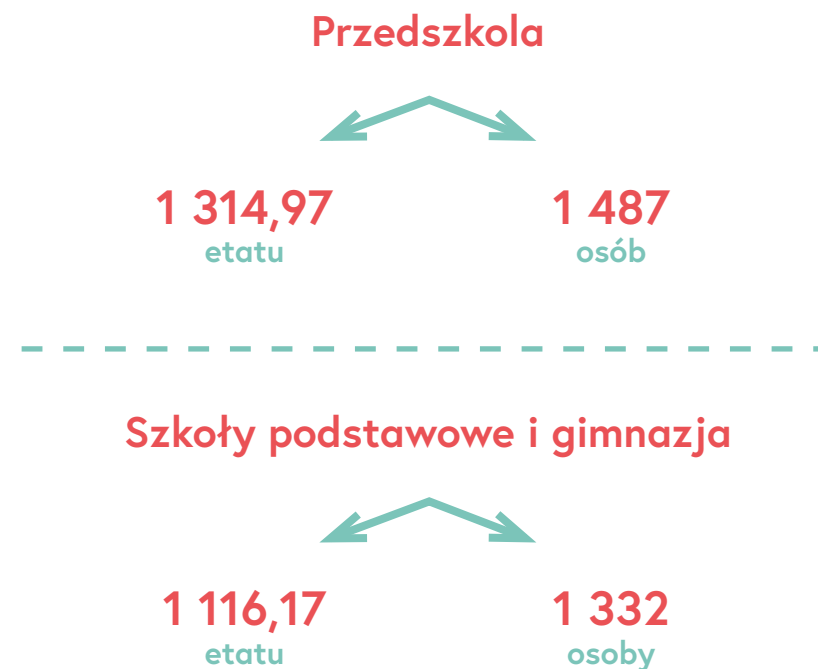 Przedszkola
1 314,97 1 487
etatu osób
Szkoły podstawowe i gimnazja
1 116,17 1 332
etatu osoby